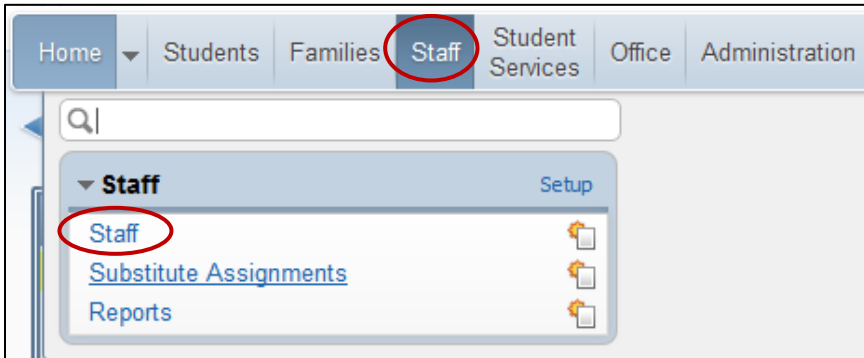 Home Students Families Staff Student Services Office Administration
Staff Setup
Staff
Substitute Assignments
Reports